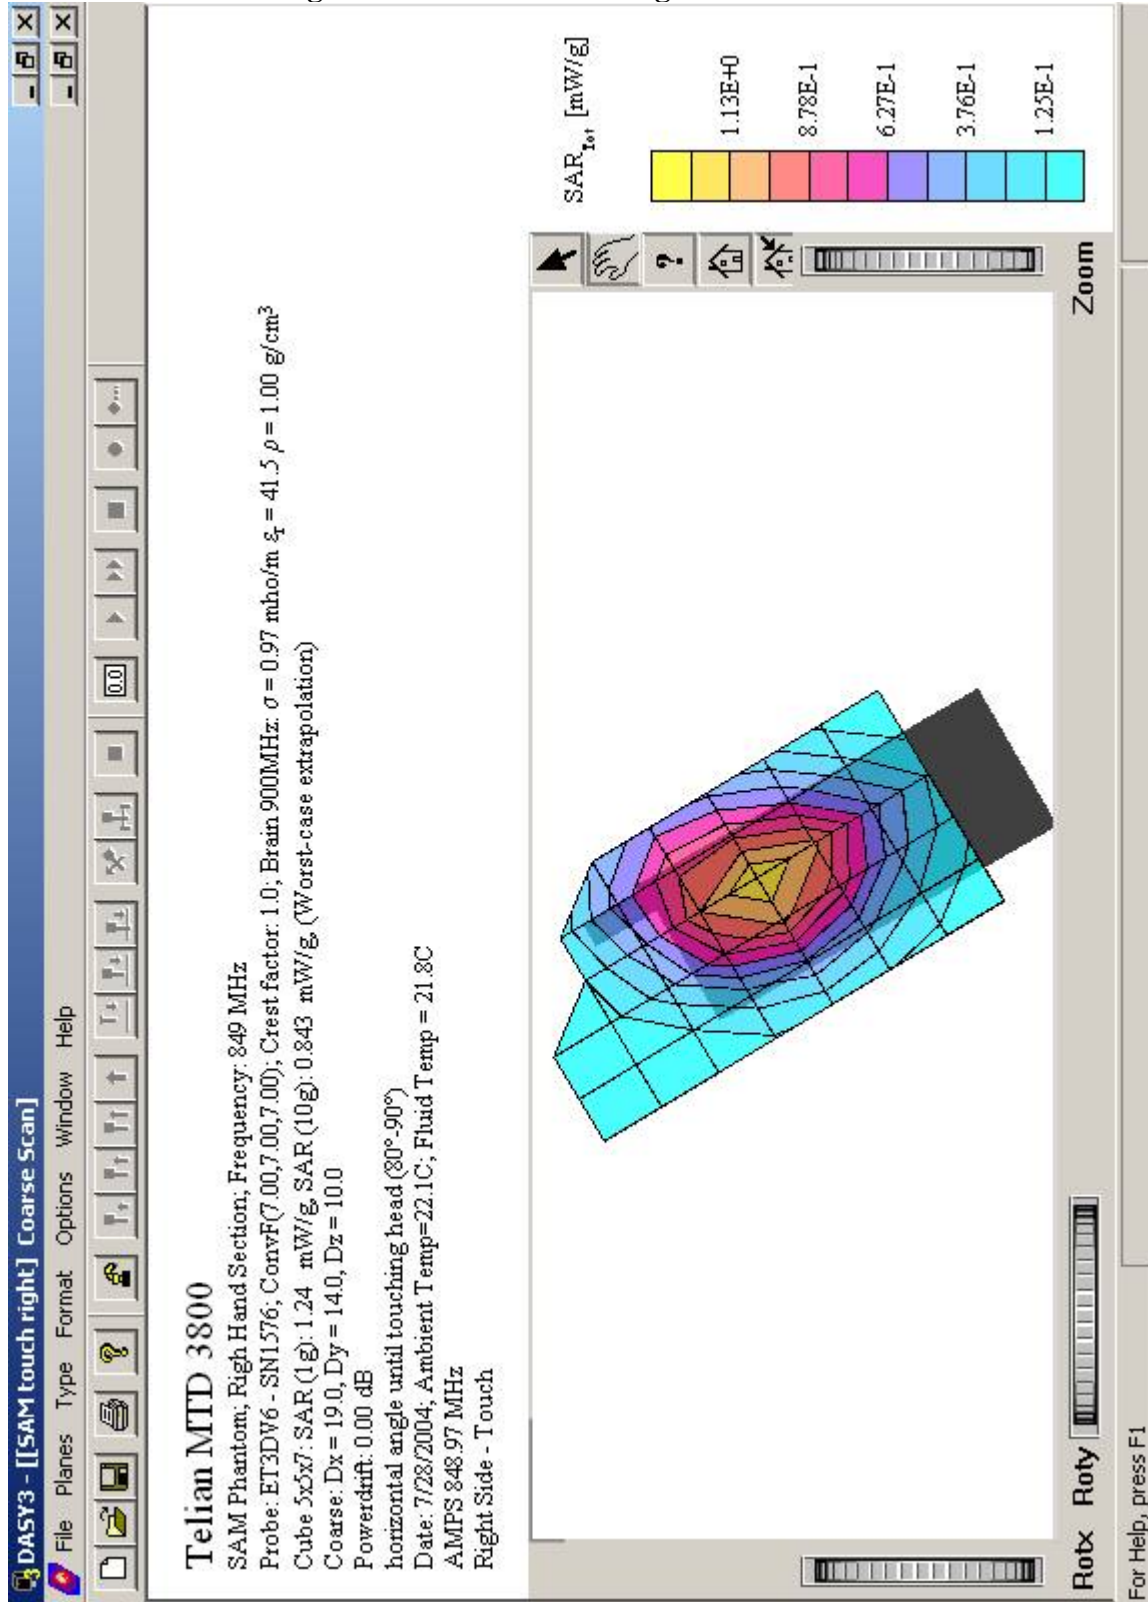 DASY3 - [[SAM touch right] Coarse Scan]
File Planes Type Format Options Window Help
0.0
Telian MTD 3800
SAM Phantom; Righ Hand Section; Frequency: 849 MHz
Probe: ET3DV6 - SN1576; ConvF(7.00,7.00,7.00); Crest factor: 1.0; Brain 900MHz: σ = 0.97 mho/m εr = 41.5 ρ = 1.00 g/cm³
Cube 5x5x7: SAR (1g): 1.24 mW/g, SAR (10g): 0.843 mW/g, (Worst-case extrapolation)
Coarse: Dx = 19.0, Dy = 14.0, Dz = 10.0
Powerdrift: 0.00 dB
horizontal angle until touching head (80°-90°)
Date: 7/28/2004; Ambient Temp=22.1C; Fluid Temp = 21.8C
AMPS 848.97 MHz
Right Side - Touch
SAR Tot [mW/g]
1.13E+0
8.78E-1
6.27E-1
3.76E-1
1.25E-1
Rotx Roty Zoom
For Help, press F1